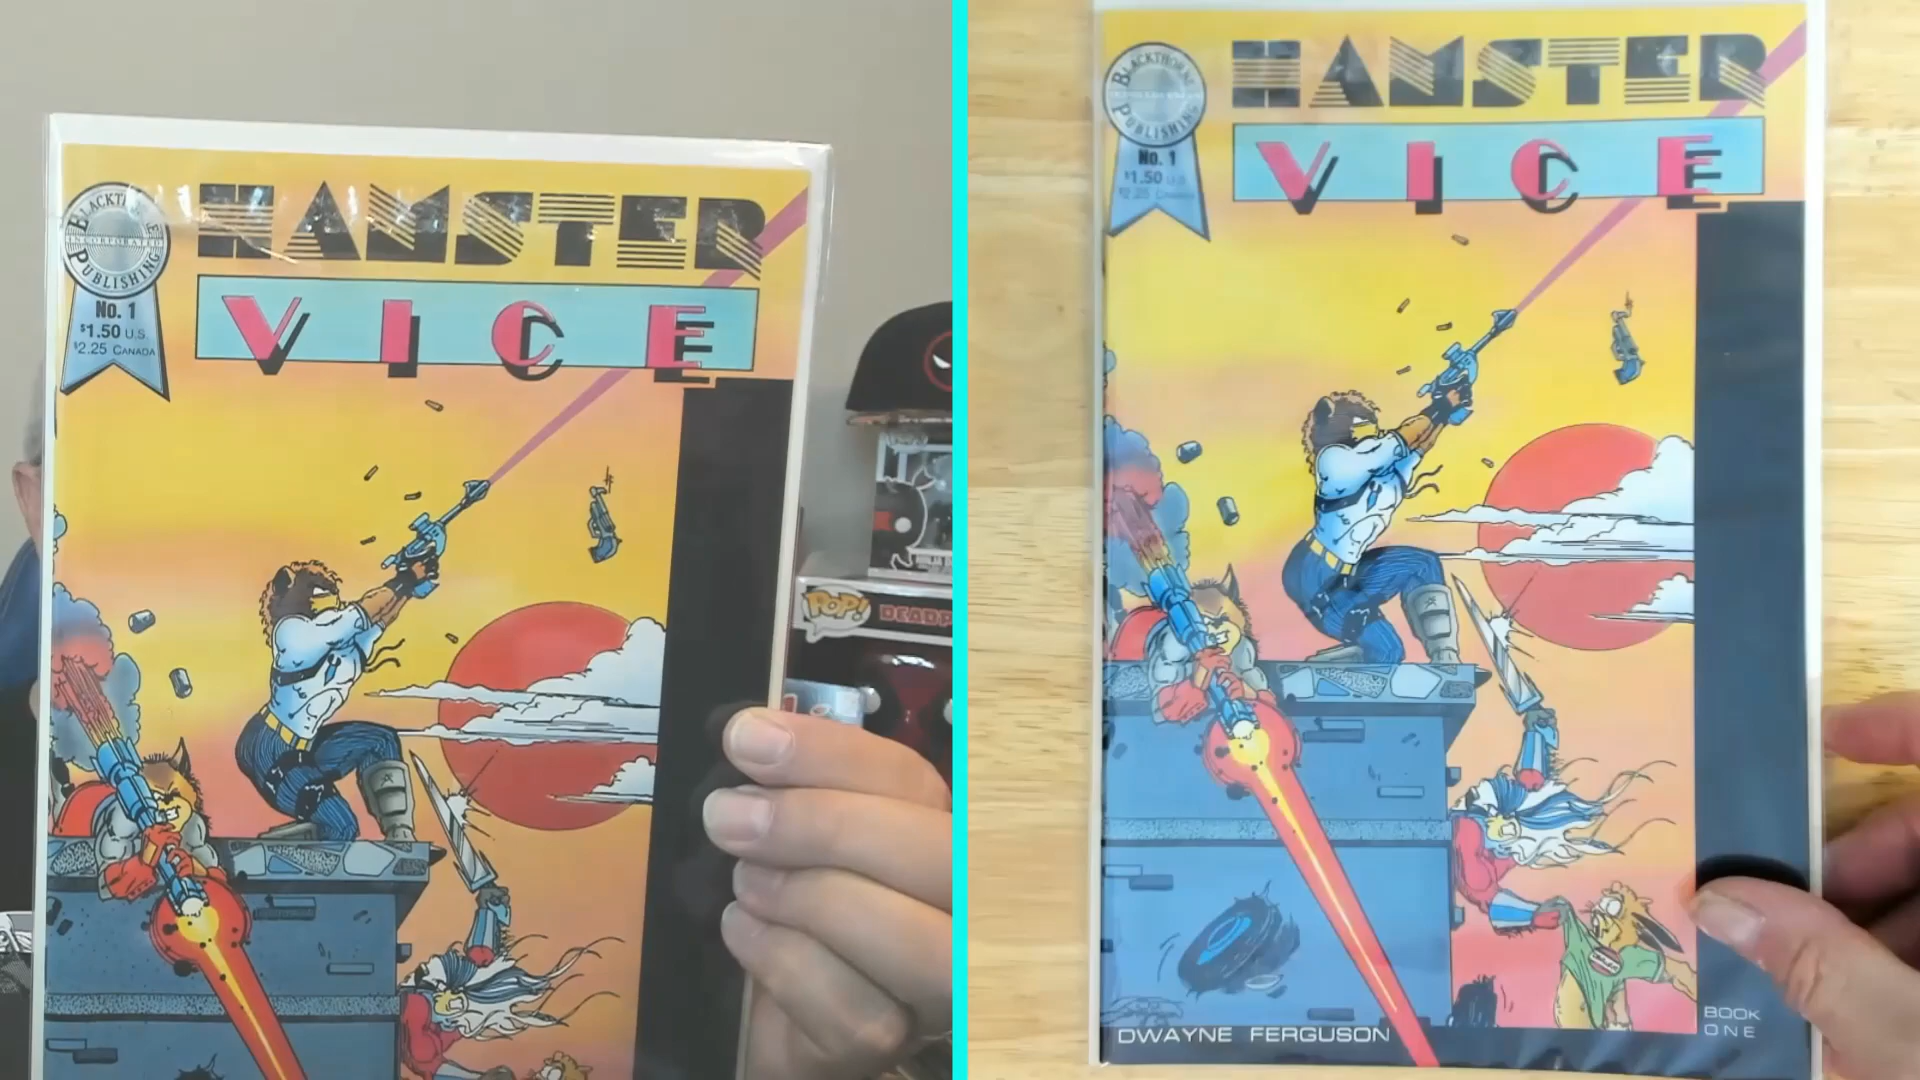 HAMSTER
VICE
BLACKTHORNE
INCORPORATED
PUBLISHING
No. 1
$1.50 U.S.
$2.25 CANADA
POP!
HAMSTER
VICE
BLACKTHORNE
PUBLISHING
No. 1
$1.50 U.S.
$2.25 CANADA
DWAYNE FERGUSON
BOOK
ONE